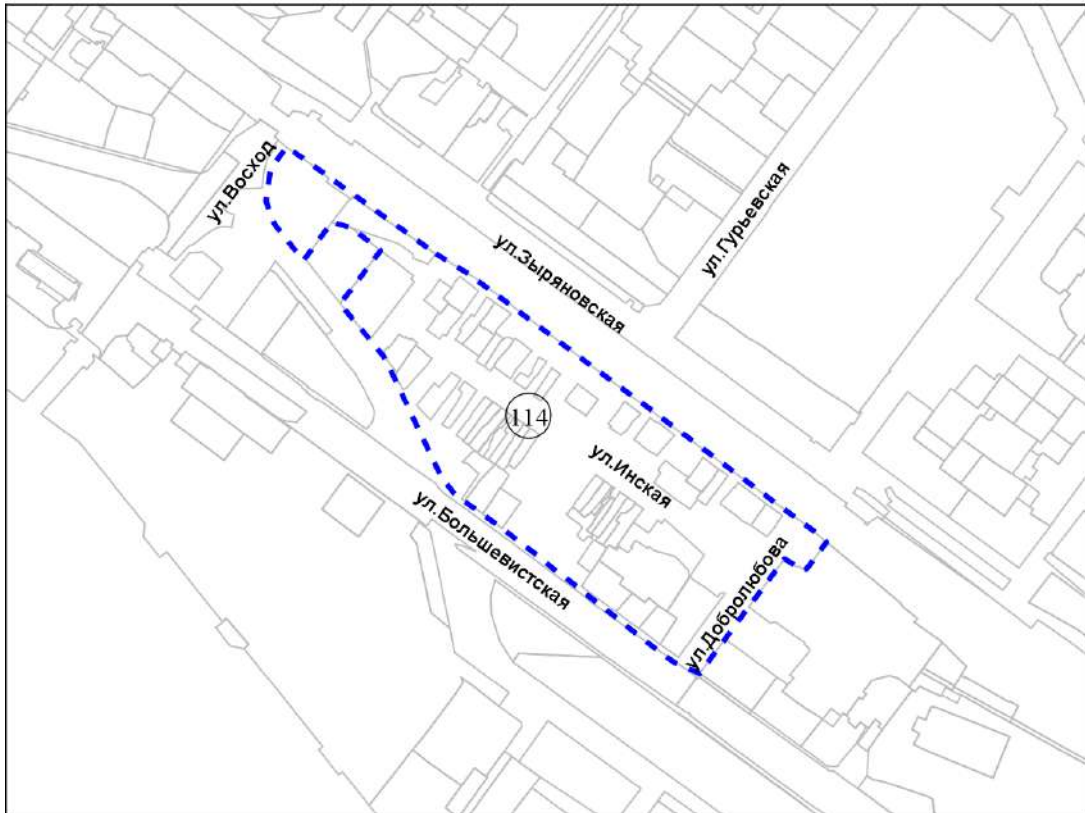 ул.Восход
ул.Зыряновская
ул.Гурьевская
114
ул.Инская
ул.Большевистская
ул.Добролюбова